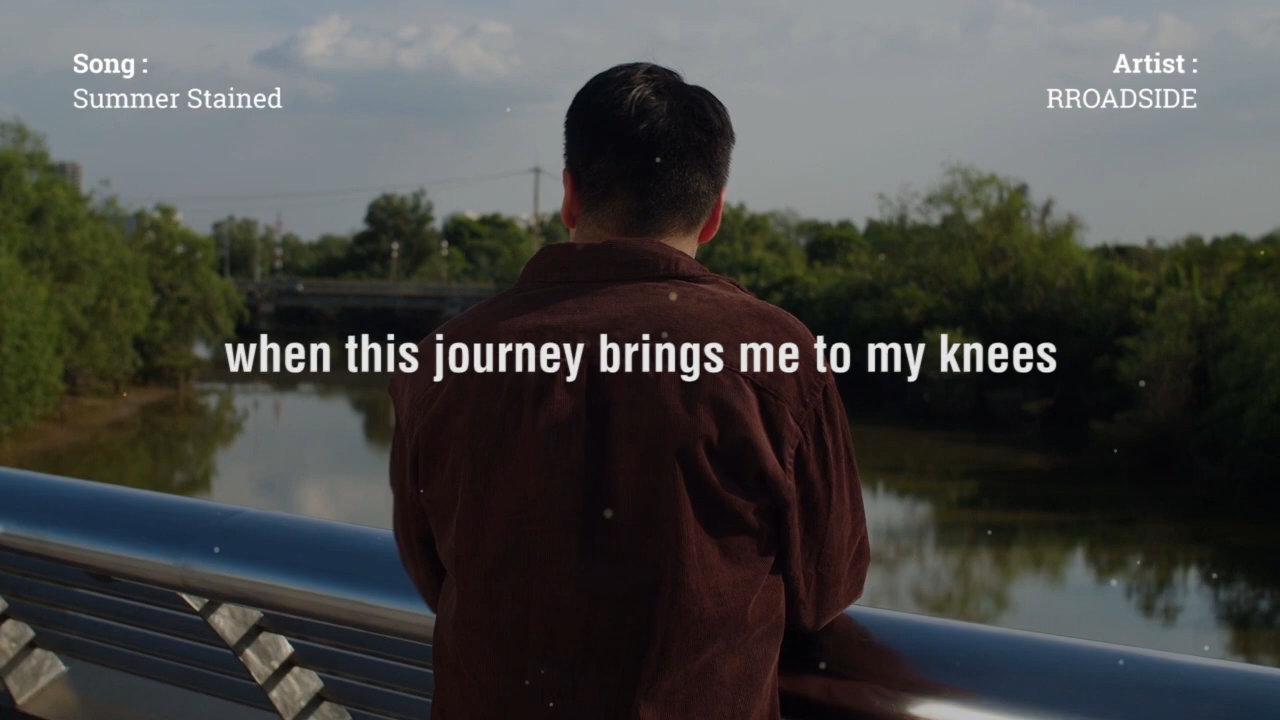 Song :
Summer Stained
Artist :
RROADSIDE
when this journey brings me to my knees